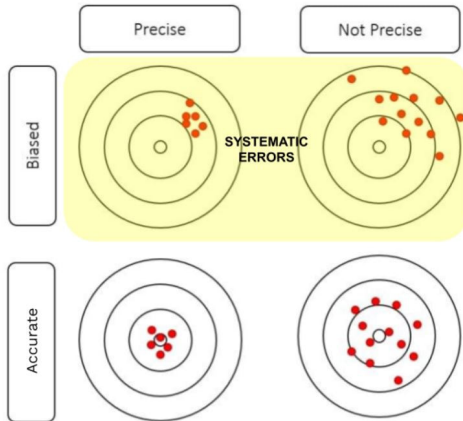 Precise
Not Precise
Biased
SYSTEMATIC
ERRORS
Accurate